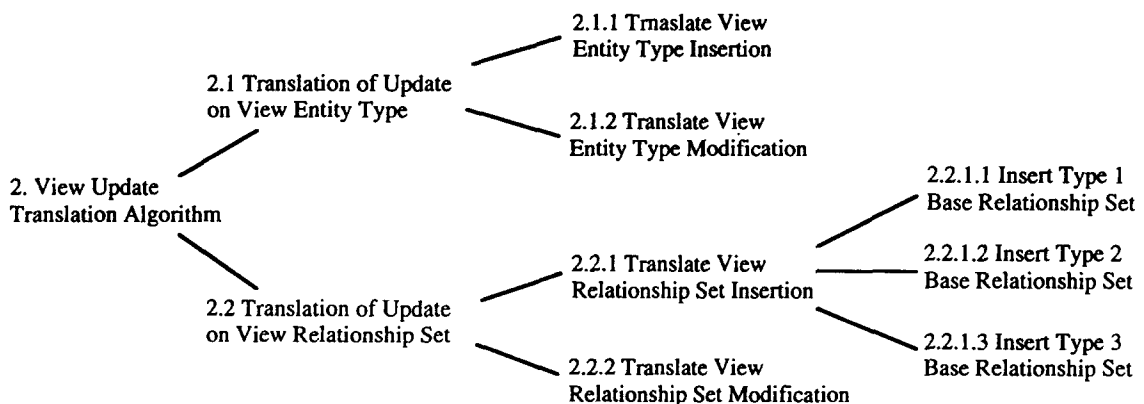 2. View Update
Translation Algorithm
2.1 Translation of Update
on View Entity Type
2.1.1 Trnaslate View
Entity Type Insertion
2.1.2 Translate View
Entity Type Modification
2.2 Translation of Update
on View Relationship Set
2.2.1 Translate View
Relationship Set Insertion
2.2.1.1 Insert Type 1
Base Relationship Set
2.2.1.2 Insert Type 2
Base Relationship Set
2.2.1.3 Insert Type 3
Base Relationship Set
2.2.2 Translate View
Relationship Set Modification